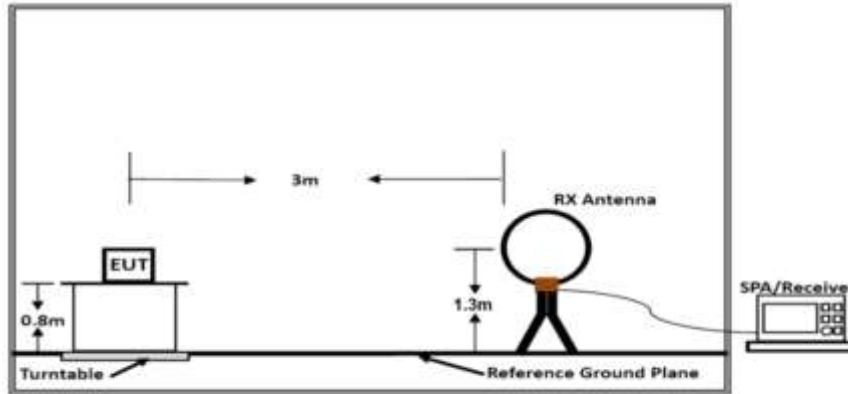 3m
RX Antenna
EUT
SPA/Receive
0.8m
1.3m
Turntable
Reference Ground Plane